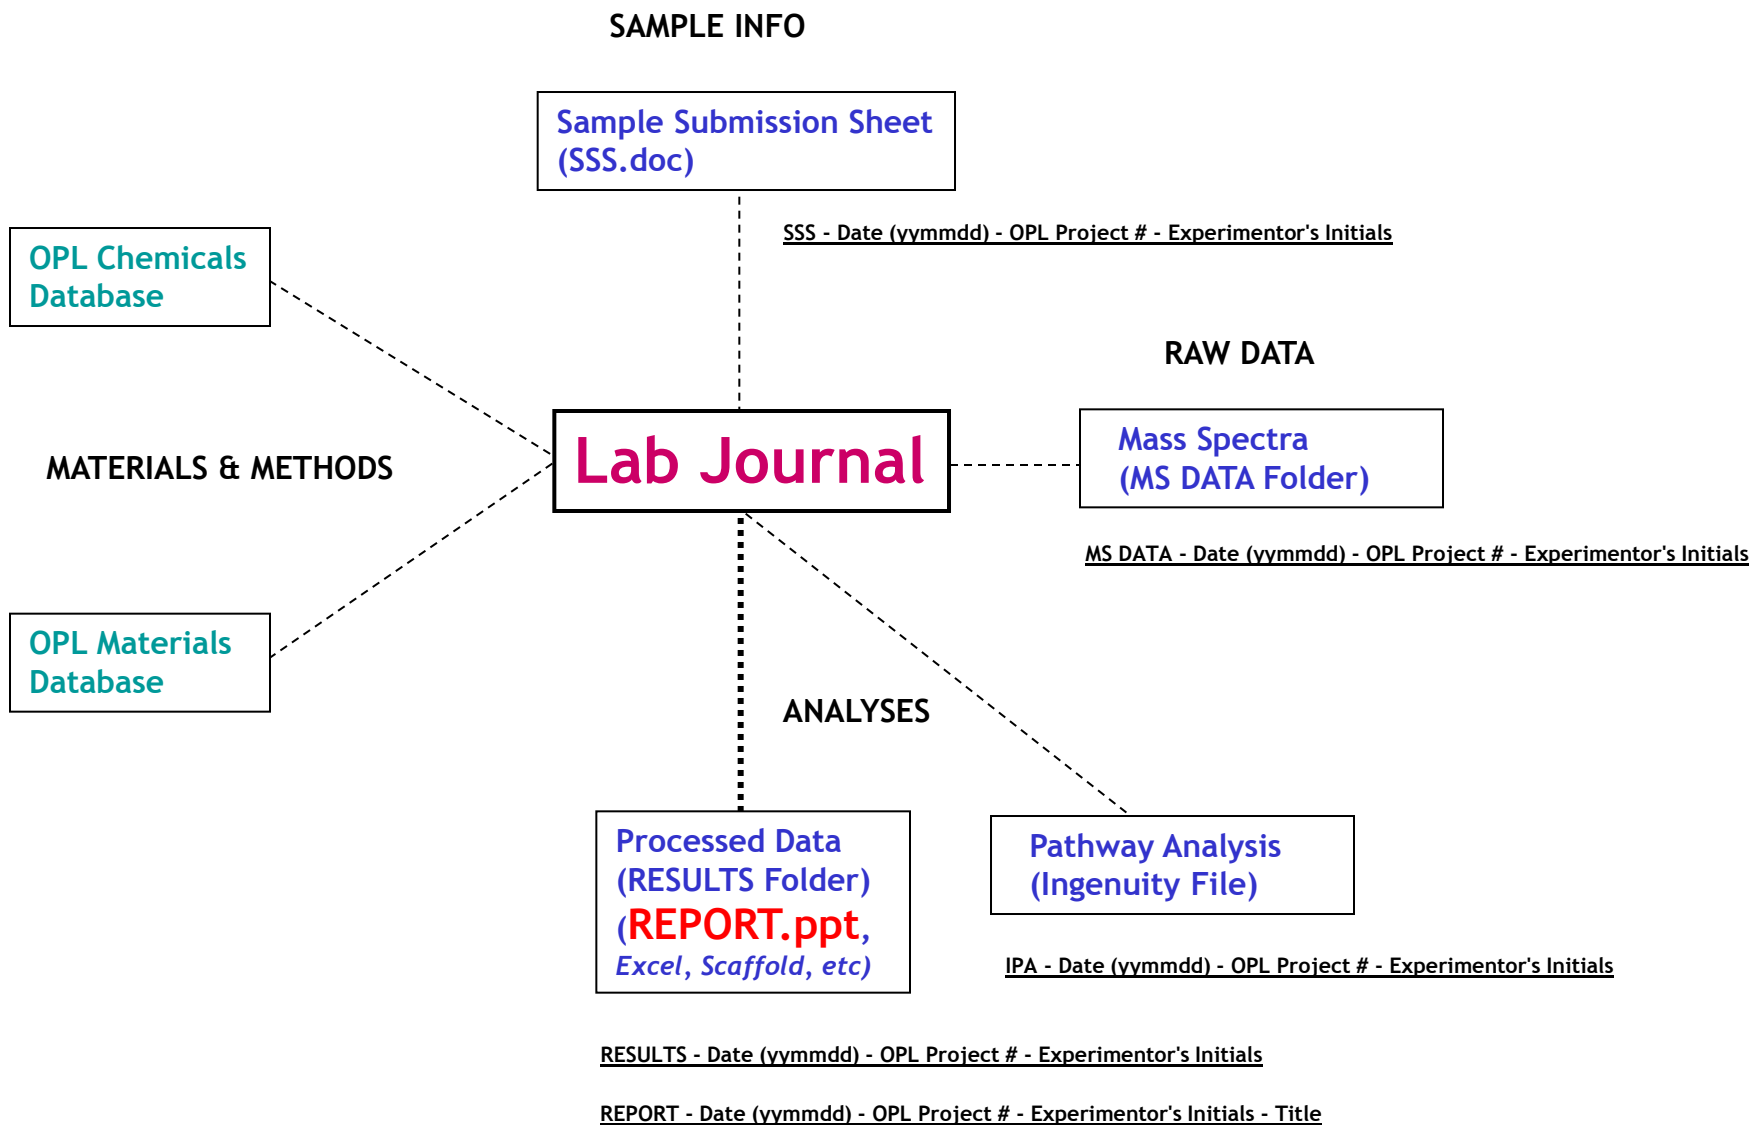 SAMPLE INFO
Sample Submission Sheet
(SSS.doc)
SSS - Date (yymmdd) - OPL Project # - Experimentor's Initials
OPL Chemicals
Database
RAW DATA
Mass Spectra
(MS DATA Folder)
MS DATA - Date (yymmdd) - OPL Project # - Experimentor's Initials
Lab Journal
MATERIALS & METHODS
OPL Materials
Database
ANALYSES
Processed Data
(RESULTS Folder)
(REPORT.ppt,
Excel, Scaffold, etc)
Pathway Analysis
(Ingenuity File)
IPA - Date (yymmdd) - OPL Project # - Experimentor's Initials
RESULTS - Date (yymmdd) - OPL Project # - Experimentor's Initials
REPORT - Date (yymmdd) - OPL Project # - Experimentor's Initials - Title